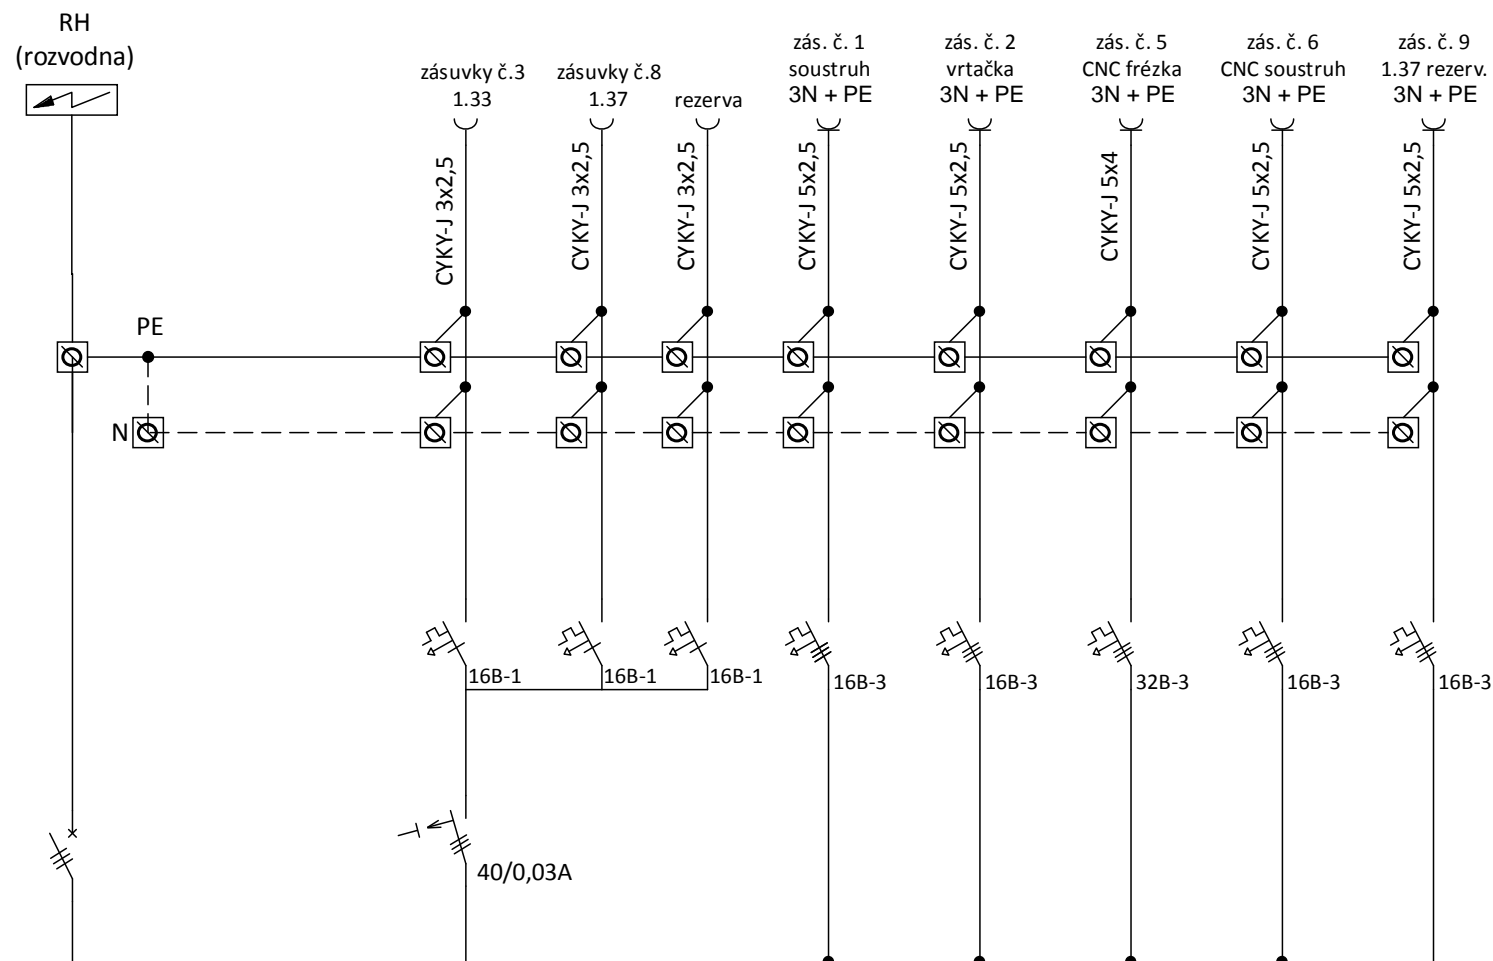 RH
(rozvodna)
zásuvky č.3
1.33
zásuvky č.8
1.37
rezerva
zás. č. 1
soustruh
3N + PE
zás. č. 2
vrtačka
3N + PE
zás. č. 5
CNC frézka
3N + PE
zás. č. 6
CNC soustruh
3N + PE
zás. č. 9
1.37 rezerv.
3N + PE
CYKY-J 3x2,5
CYKY-J 3x2,5
CYKY-J 3x2,5
CYKY-J 5x2,5
CYKY-J 5x2,5
CYKY-J 5x4
CYKY-J 5x2,5
CYKY-J 5x2,5
PE
N
16B-1
16B-1
16B-1
16B-3
16B-3
32B-3
16B-3
16B-3
40/0,03A